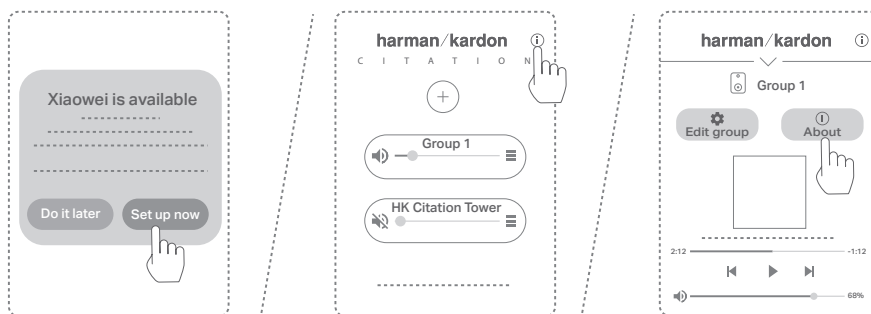 Xiaowei is available
Do it later
Set up now
harman/kardon
CITATION
Group 1
HK Citation Tower
harman/kardon
Group 1
Edit group
About
2:12
-1:12
68%